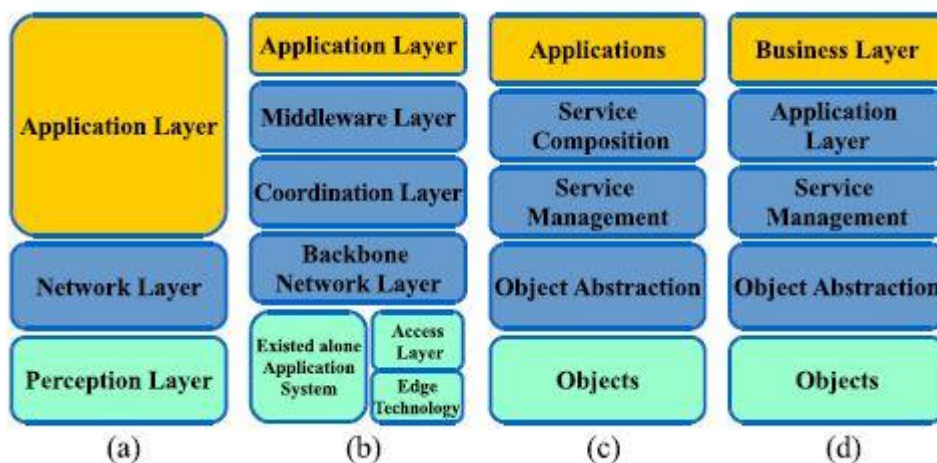 Application Layer
Network Layer
Perception Layer
(a)
Application Layer
Middleware Layer
Coordination Layer
Backbone
Network Layer
Existed alone
Application
System
Access
Layer
Edge
Technology
(b)
Applications
Service
Composition
Service
Management
Object Abstraction
Objects
(c)
Business Layer
Application
Layer
Service
Management
Object Abstraction
Objects
(d)